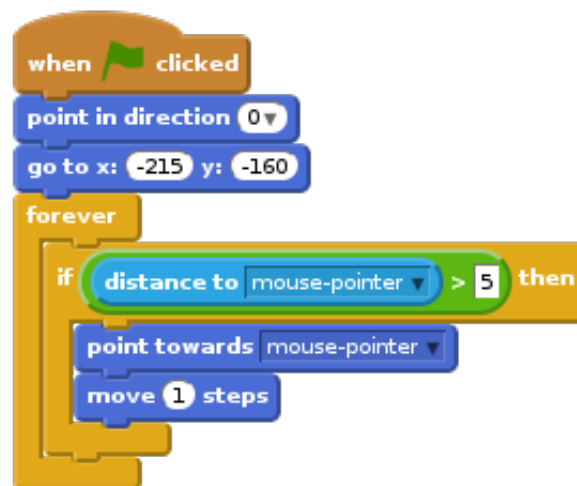 when clicked
point in direction 0
go to x: -215 y: -160
forever
if distance to mouse-pointer > 5 then
point towards mouse-pointer
move 1 steps